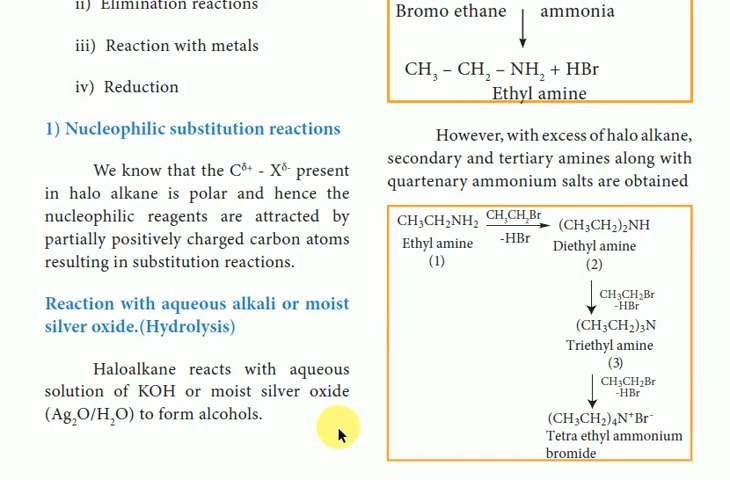 ii) Elimination reactions
iii) Reaction with metals
iv) Reduction
1) Nucleophilic substitution reactions
We know that the Cδ+ - Xδ- present
in halo alkane is polar and hence the
nucleophilic reagents are attracted by
partially positively charged carbon atoms
resulting in substitution reactions.
Reaction with aqueous alkali or moist
silver oxide.(Hydrolysis)
Haloalkane reacts with aqueous
solution of KOH or moist silver oxide
(Ag₂O/H₂O) to form alcohols.
Bromo ethane ammonia
CH₃ – CH₂ – NH₂ + HBr
Ethyl amine
However, with excess of halo alkane,
secondary and tertiary amines along with
quartenary ammonium salts are obtained
CH₃CH₂NH₂ CH₃CH₂Br -HBr (CH₃CH₂)₂NH
Ethyl amine Diethyl amine
(1) (2)
CH₃CH₂Br
-HBr
(CH₃CH₂)₃N
Triethyl amine
(3)
CH₃CH₂Br
-HBr
(CH₃CH₂)₄N⁺Br⁻
Tetra ethyl ammonium
bromide